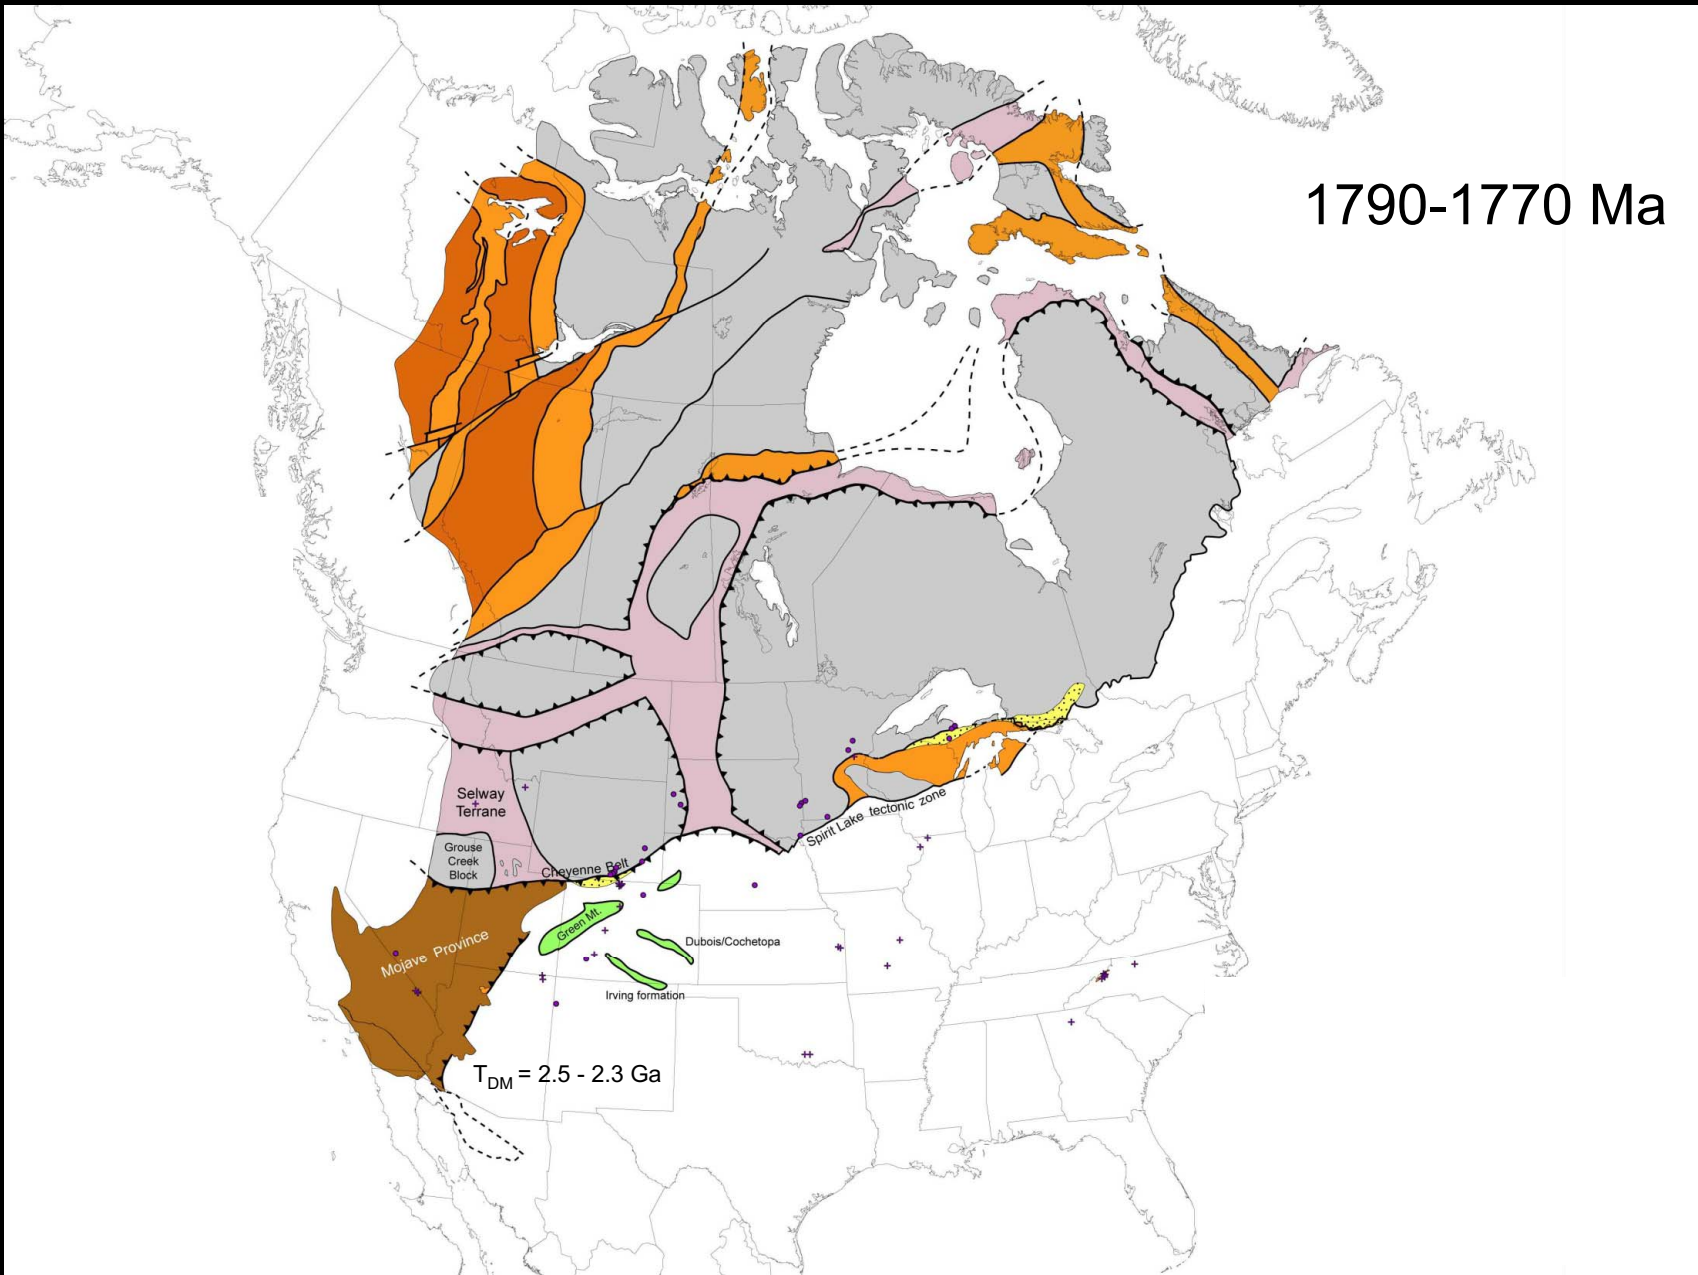 1790-1770 Ma
Selway
Terrane
Grouse
Creek
Block
Cheyenne Belt
Spirit Lake tectonic zone
Mojave Province
Green Mt.
Dubois/Cochetopa
Irving formation
TDM = 2.5 - 2.3 Ga